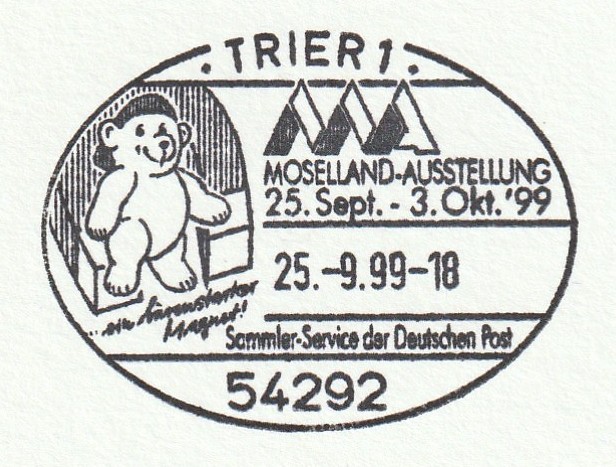 · TRIER 1 ·
MA
MOSELLAND-AUSSTELLUNG
25. Sept. - 3. Okt. '99
25.-9.99-18
... ein bärenstarker
Magnet!
Sammler-Service der Deutschen Post
54292